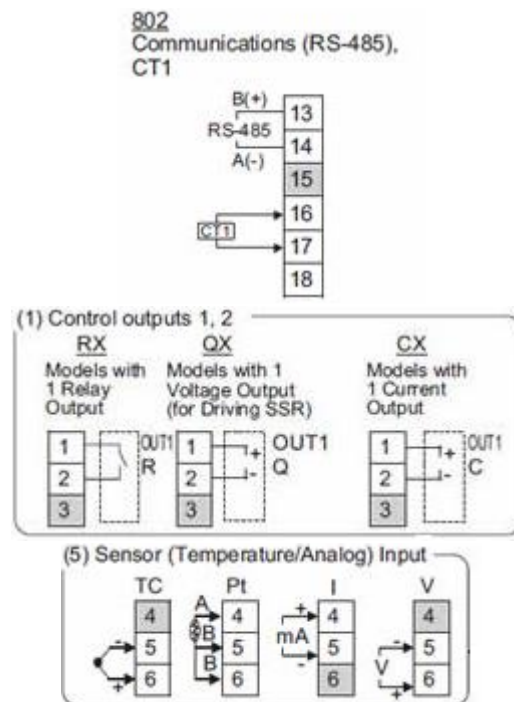 802
Communications (RS-485),
CT1
B(+)
RS-485
A(-)
13
14
15
16
CT1
17
18
(1) Control outputs 1, 2
RX QX CX
Models with 1 Relay Output
Models with 1 Voltage Output (for Driving SSR)
Models with 1 Current Output
1 OUT1
2 R
3
1 + OUT1
2 - Q
3
1 + OUT1
2 - C
3
(5) Sensor (Temperature/Analog) Input
TC Pt I V
4
- 5
+ 6
A 4
B 5
B 6
+ 4
mA
- 5
6
4
- 5
V
+ 6